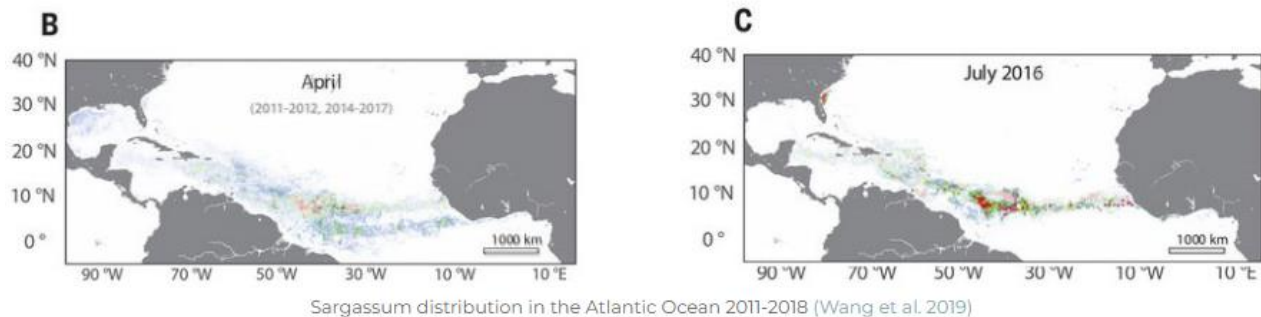 B
April
(2011-2012, 2014-2017)
40 °N
30 °N
20 °N
10 °N
0 °
1000 km
90 °W 70 °W 50 °W 30 °W 10 °W 10 °E
C
July 2016
40 °N
30 °N
20 °N
10 °N
0 °
1000 km
90 °W 70 °W 50 °W 30 °W 10 °W 10 °E
Sargassum distribution in the Atlantic Ocean 2011-2018 (Wang et al. 2019)